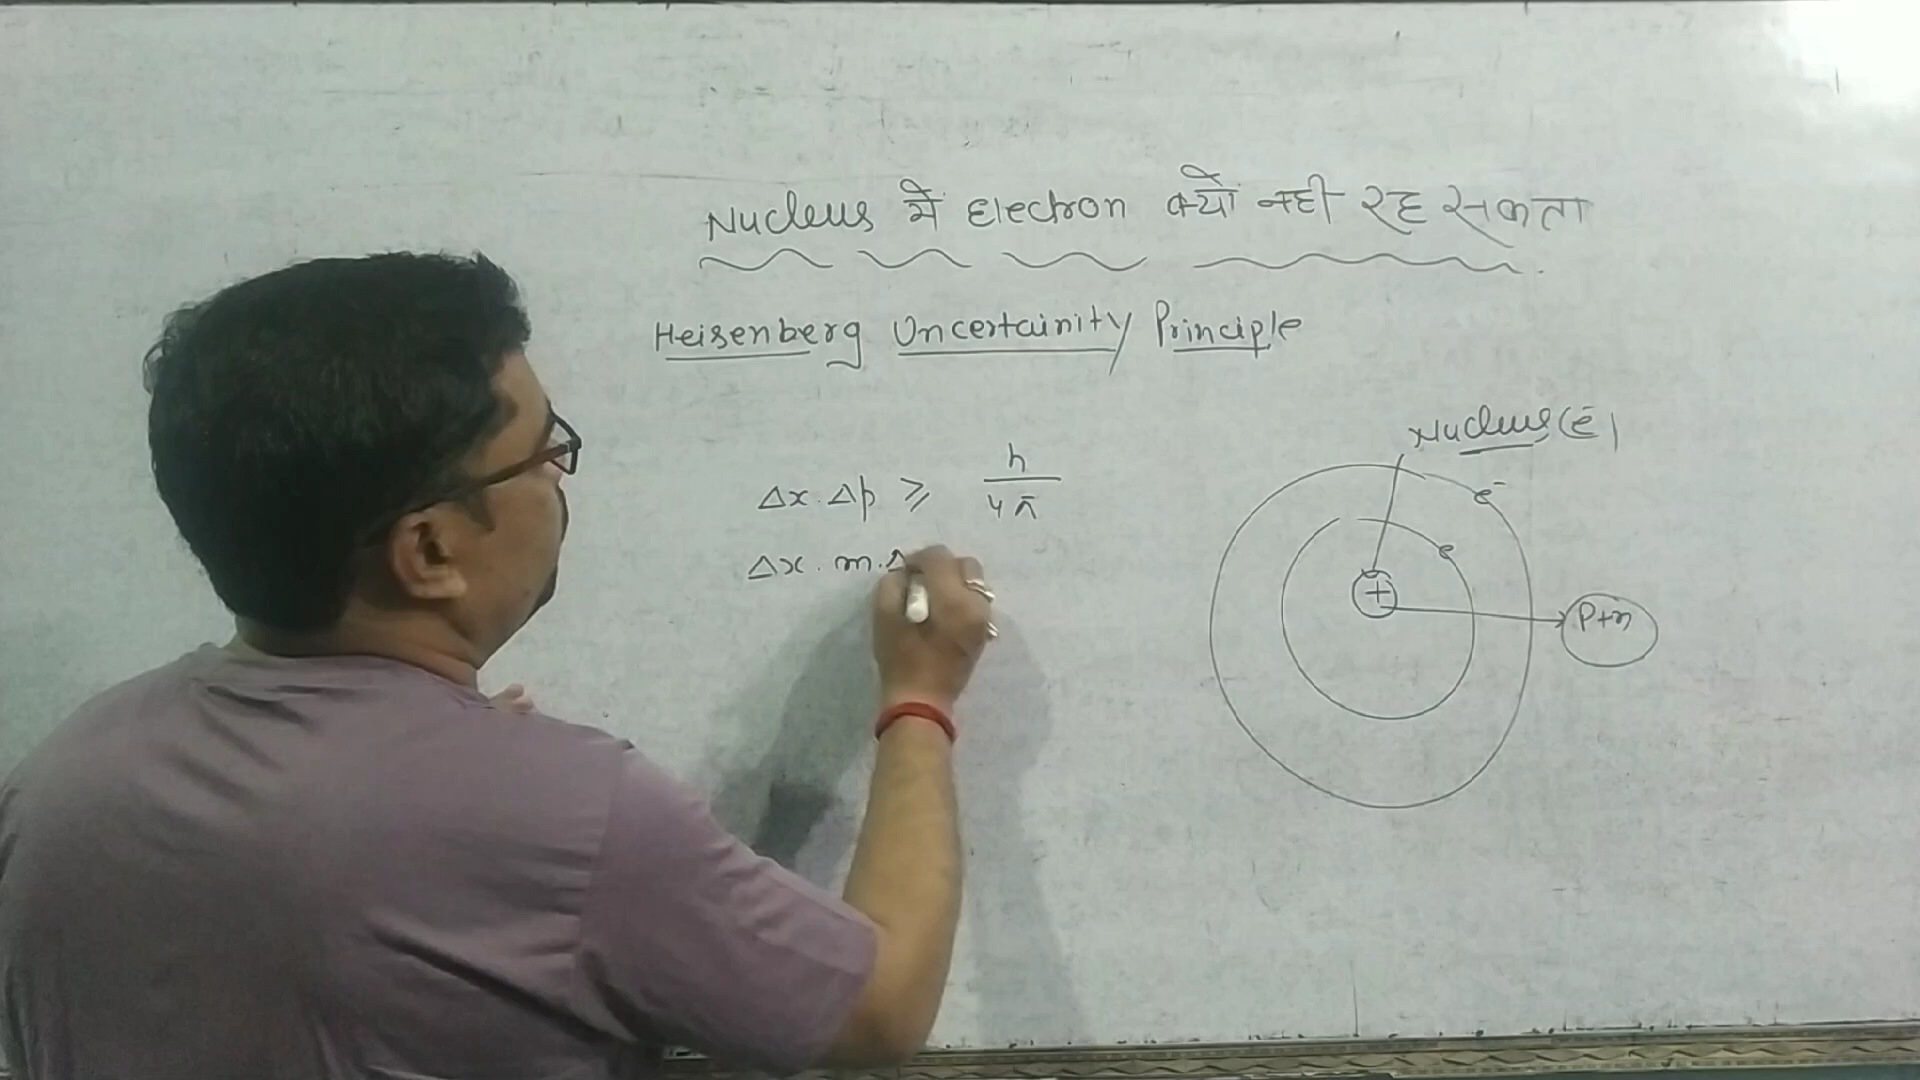 Nucleus में Electron क्यों नही रह सकता
Heisenberg Uncertainity Principle
Δx.Δp ≥ h/4π
Δx.m.Δ
Nucleus(e̅)
e⁻
e
+
P+n